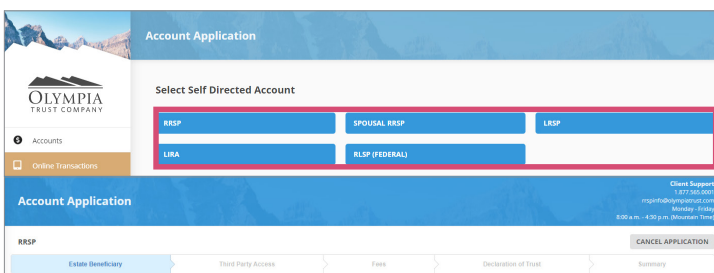 Account Application
OLYMPIA
TRUST COMPANY
Select Self Directed Account
RRSP
SPOUSAL RRSP
LRSP
LIRA
RLSP (FEDERAL)
Accounts
Online Transactions
Account Application
Client Support
1.877.565.0001
rrspinfo@olympiatrust.com
Monday - Friday
8:00 a.m. - 4:30 p.m. (Mountain Time)
RRSP
CANCEL APPLICATION
Estate Beneficiary
Third Party Access
Fees
Declaration of Trust
Summary